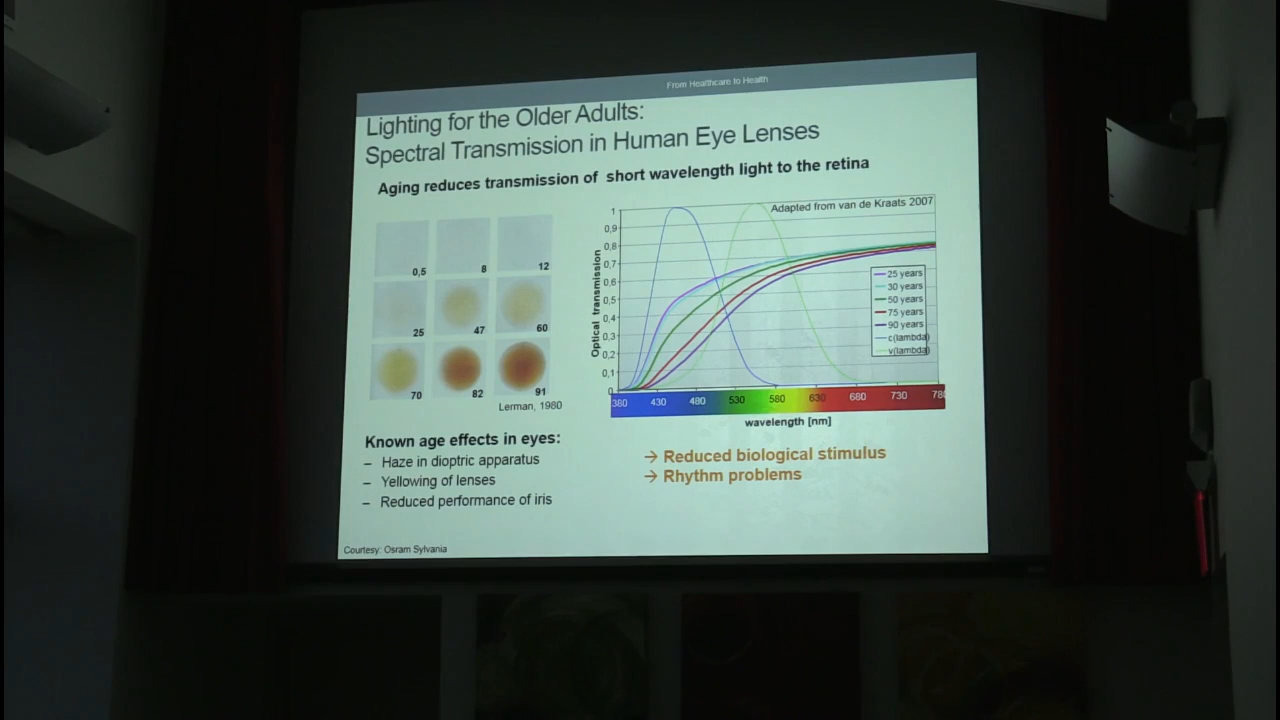 From Healthcare to Health
Lighting for the Older Adults:
Spectral Transmission in Human Eye Lenses
Aging reduces transmission of short wavelength light to the retina
0,5
8
12
25
47
60
70
82
91
Lerman, 1980
Known age effects in eyes:
– Haze in dioptric apparatus
– Yellowing of lenses
– Reduced performance of iris
Adapted from van de Kraats 2007
Optical transmission
1
0,9
0,8
0,7
0,6
0,5
0,4
0,3
0,2
0,1
0
25 years
30 years
50 years
75 years
90 years
c(lambda)
v(lambda)
380 430 480 530 580 630 680 730 780
wavelength [nm]
→ Reduced biological stimulus
→ Rhythm problems
Courtesy: Osram Sylvania